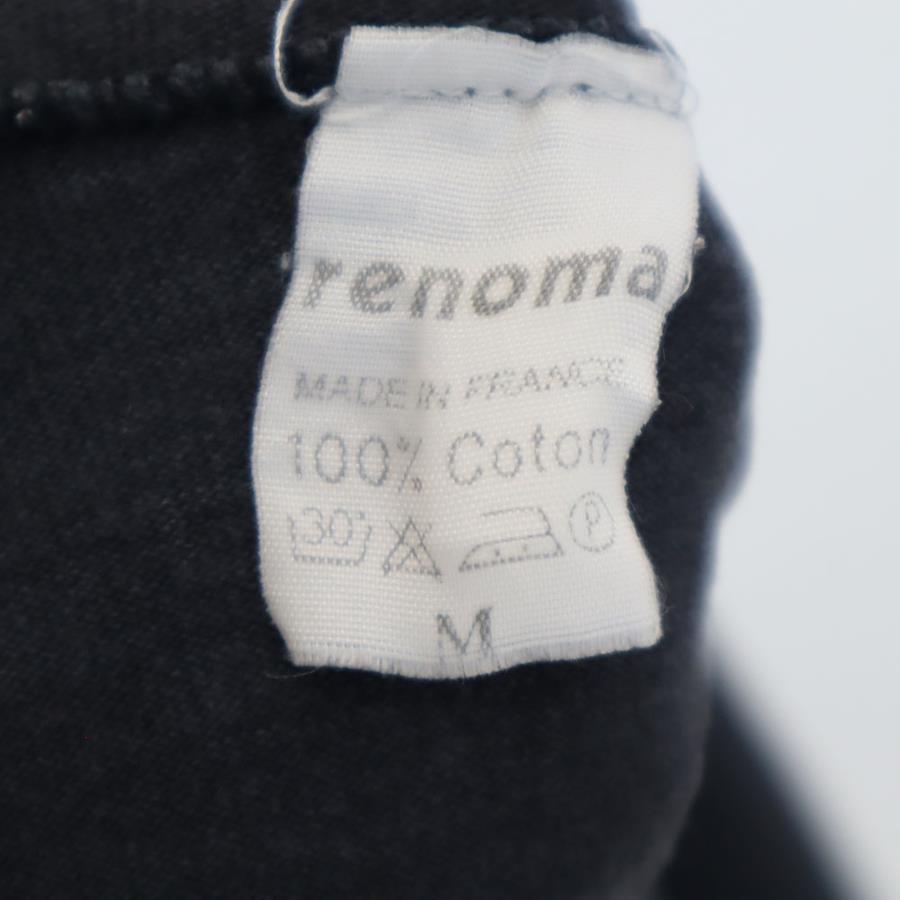 renoma
MADE IN FRANCE
100% Coton
30° P
M